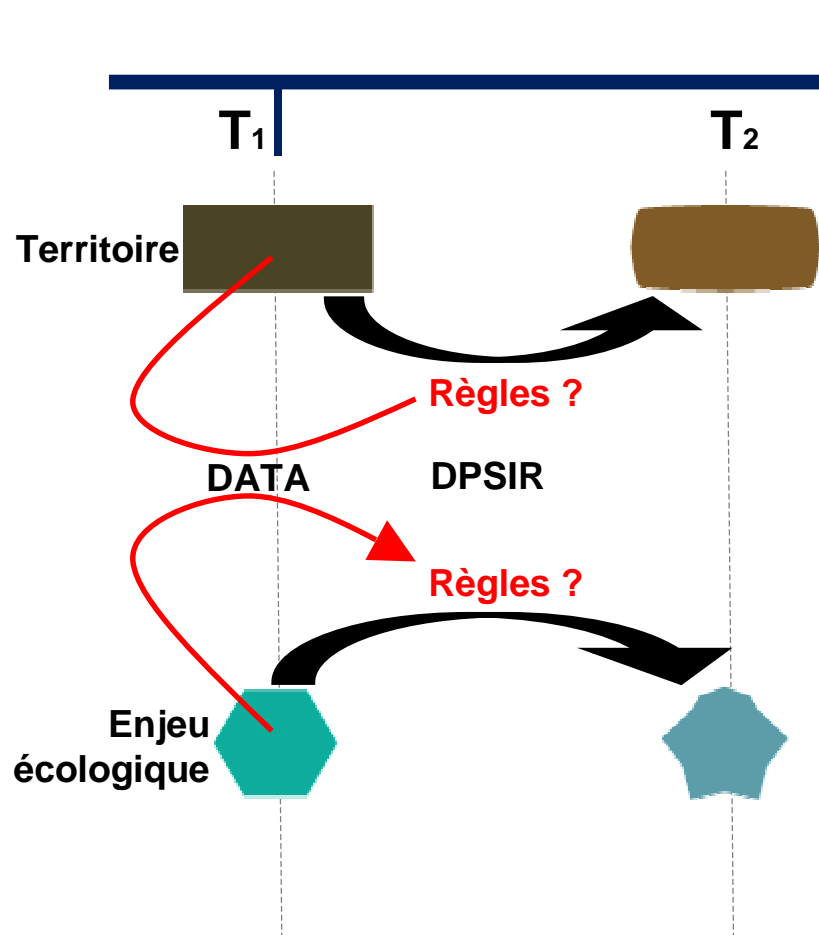 T1
T2
Territoire
Règles ?
DATA
DPSIR
Règles ?
Enjeu
écologique